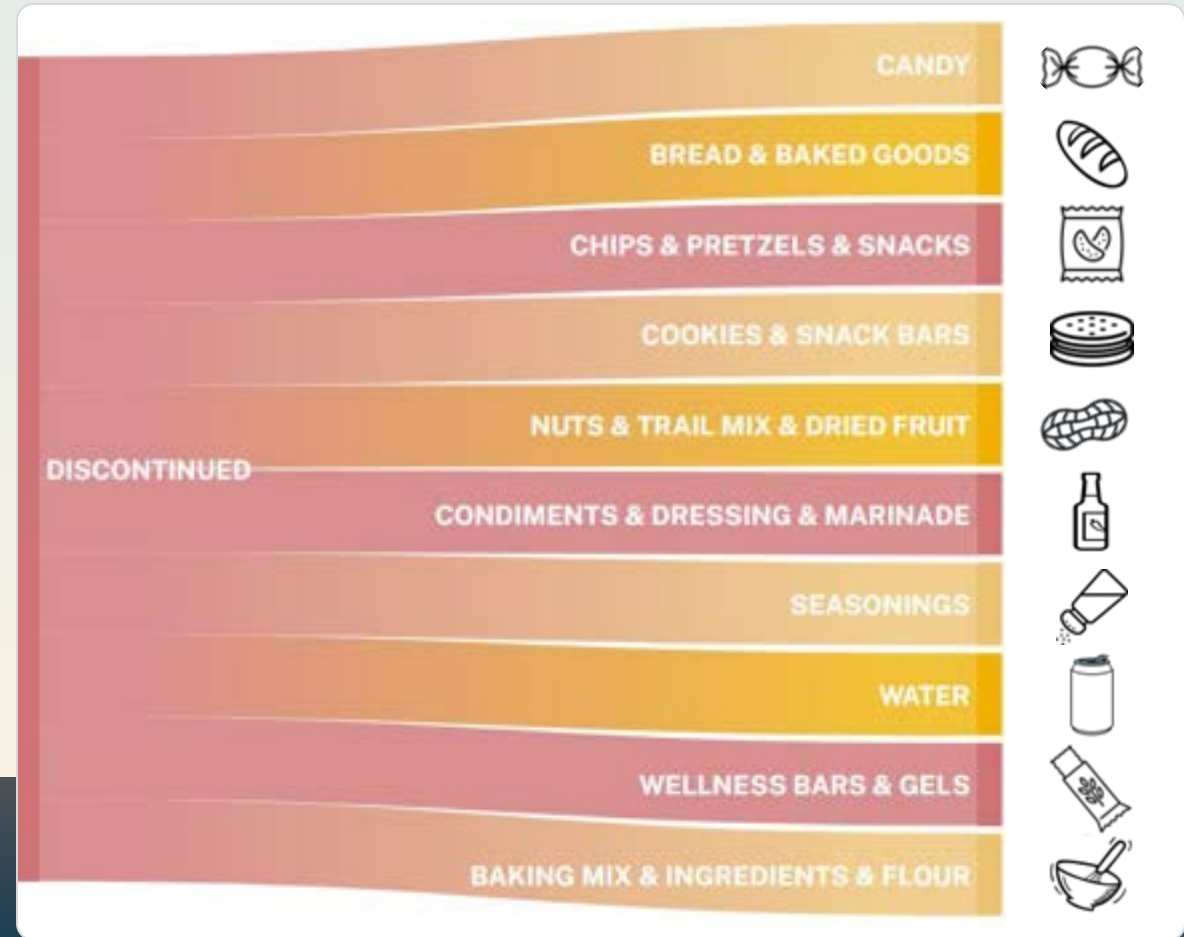 CANDY
BREAD & BAKED GOODS
CHIPS & PRETZELS & SNACKS
COOKIES & SNACK BARS
NUTS & TRAIL MIX & DRIED FRUIT
DISCONTINUED
CONDIMENTS & DRESSING & MARINADE
SEASONINGS
WATER
WELLNESS BARS & GELS
BAKING MIX & INGREDIENTS & FLOUR